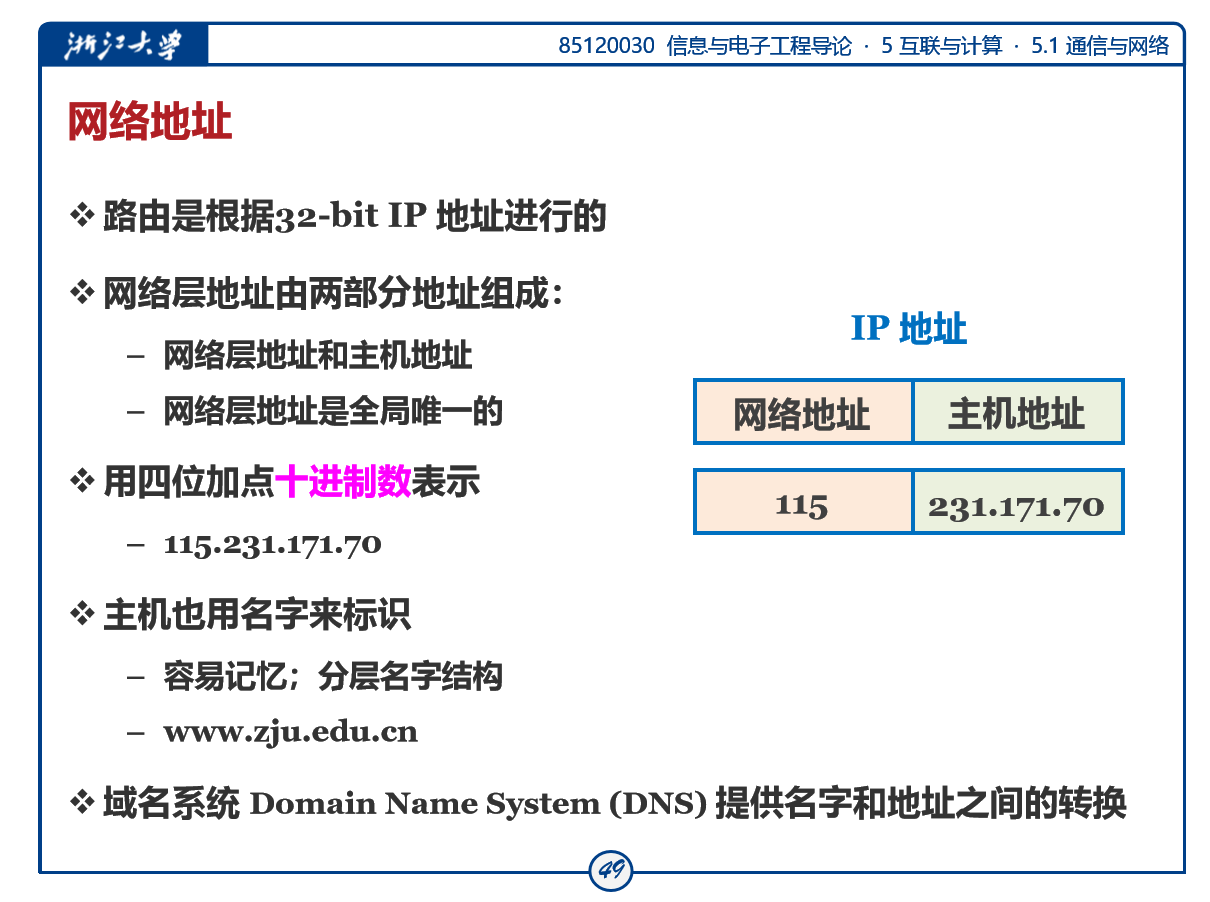 浙江大学
85120030 信息与电子工程导论 · 5 互联与计算 · 5.1 通信与网络
网络地址
❖ 路由是根据32-bit IP 地址进行的
❖ 网络层地址由两部分地址组成：
– 网络层地址和主机地址
– 网络层地址是全局唯一的
❖ 用四位加点十进制数表示
– 115.231.171.70
❖ 主机也用名字来标识
– 容易记忆；分层名字结构
– www.zju.edu.cn
❖ 域名系统 Domain Name System (DNS) 提供名字和地址之间的转换
IP 地址
网络地址 主机地址
115 231.171.70
49